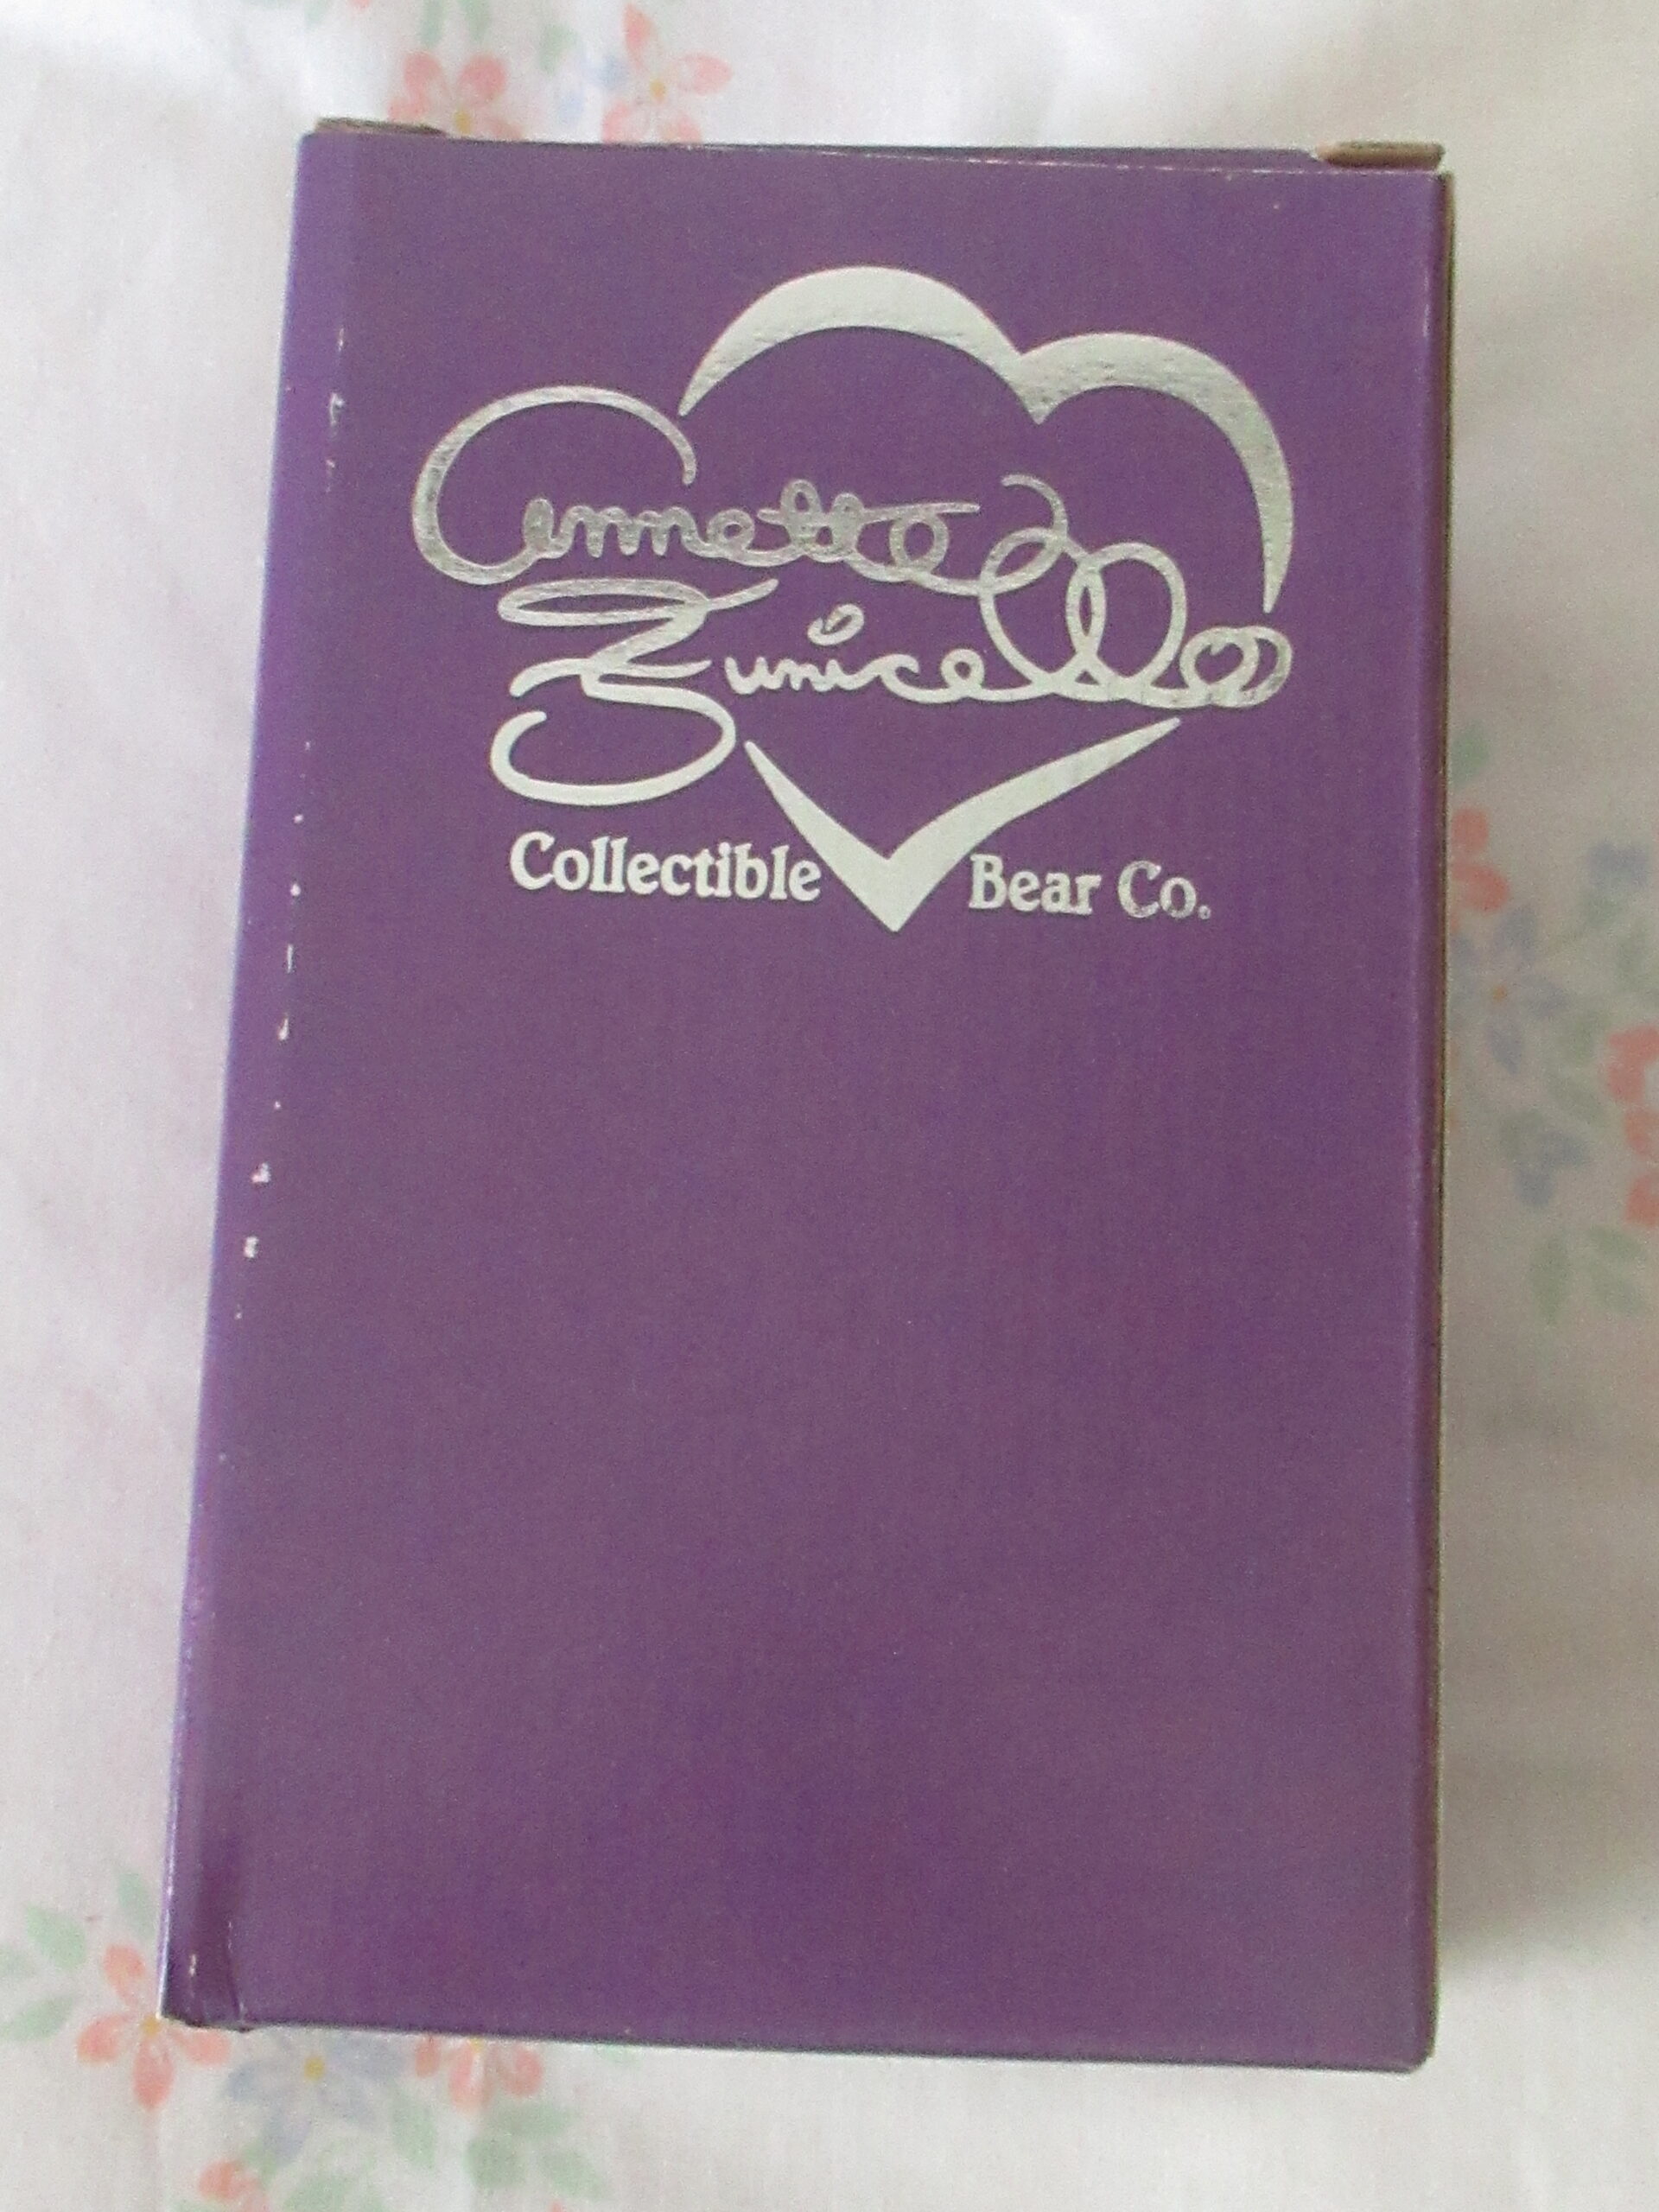 Annette
Funicello
Collectible Bear Co.